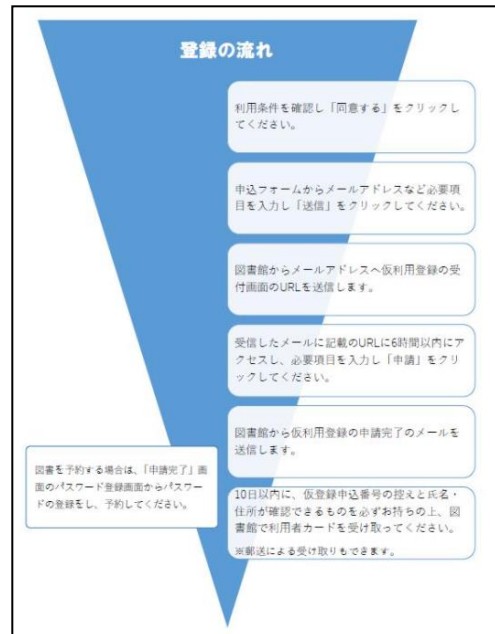 登録の流れ
利用条件を確認し「同意する」をクリックし
てください。
申込フォームからメールアドレスなど必要項
目を入力し「送信」をクリックしてください。
図書館からメールアドレスへ仮利用登録の受
付画面のURLを送信します。
受信したメールに記載のURLに6時間以内にア
クセスし、必要項目を入力し「申請」をクリ
ックしてください。
図書館から仮利用登録の申請完了のメールを
送信します。
図書を予約する場合は、「申請完了」画
面のパスワード登録画面からパスワー
ドの登録をし、予約してください。
10日以内に、仮登録申込番号の控えと氏名・
住所が確認できるものを必ずお持ちの上、図
書館で利用者カードを受け取ってください。
※郵送による受け取りもできます。